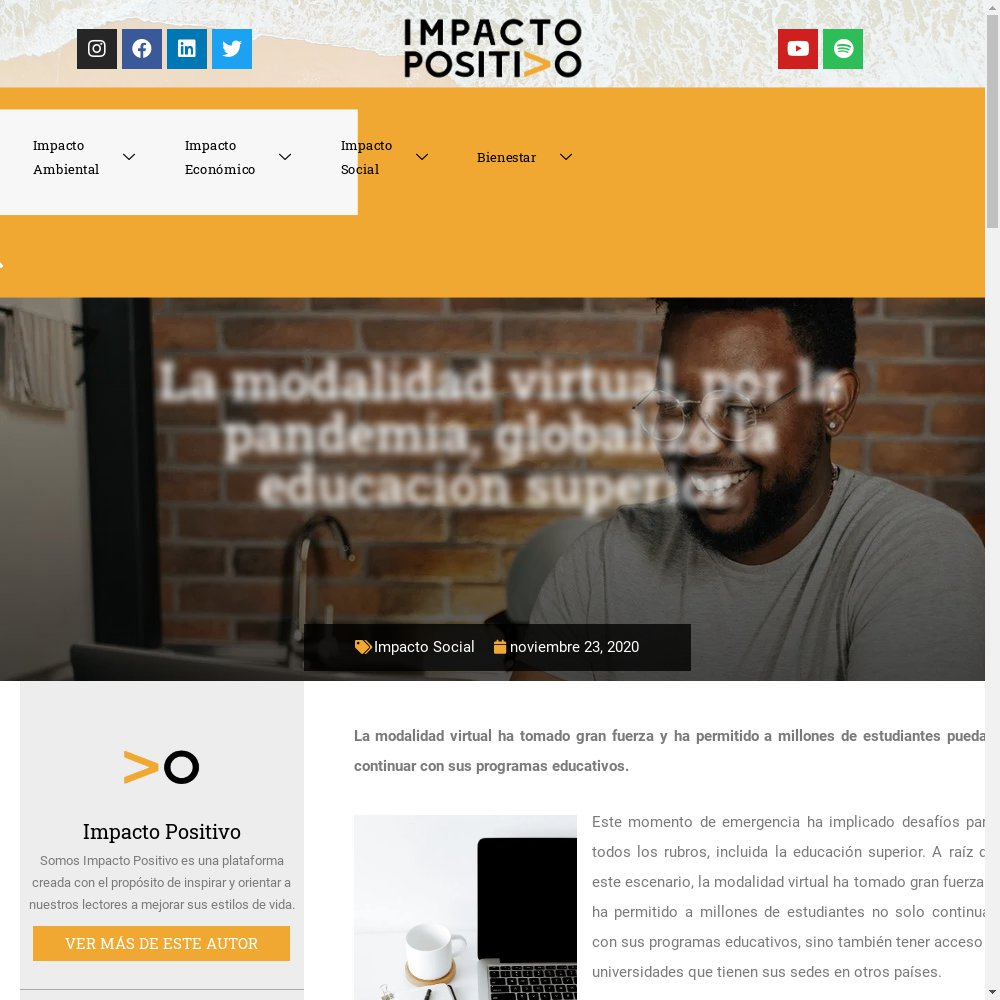 IMPACTO
POSITIVO
Impacto
Ambiental
Impacto
Económico
Impacto
Social
Bienestar
La modalidad virtual, por la
pandemia, globalizó la
educación superior
Impacto Social
noviembre 23, 2020
Impacto Positivo
Somos Impacto Positivo es una plataforma
creada con el propósito de inspirar y orientar a
nuestros lectores a mejorar sus estilos de vida.
VER MÁS DE ESTE AUTOR
La modalidad virtual ha tomado gran fuerza y ha permitido a millones de estudiantes pueda
continuar con sus programas educativos.
Este momento de emergencia ha implicado desafíos par
todos los rubros, incluida la educación superior. A raíz d
este escenario, la modalidad virtual ha tomado gran fuerza
ha permitido a millones de estudiantes no solo continua
con sus programas educativos, sino también tener acceso
universidades que tienen sus sedes en otros países.